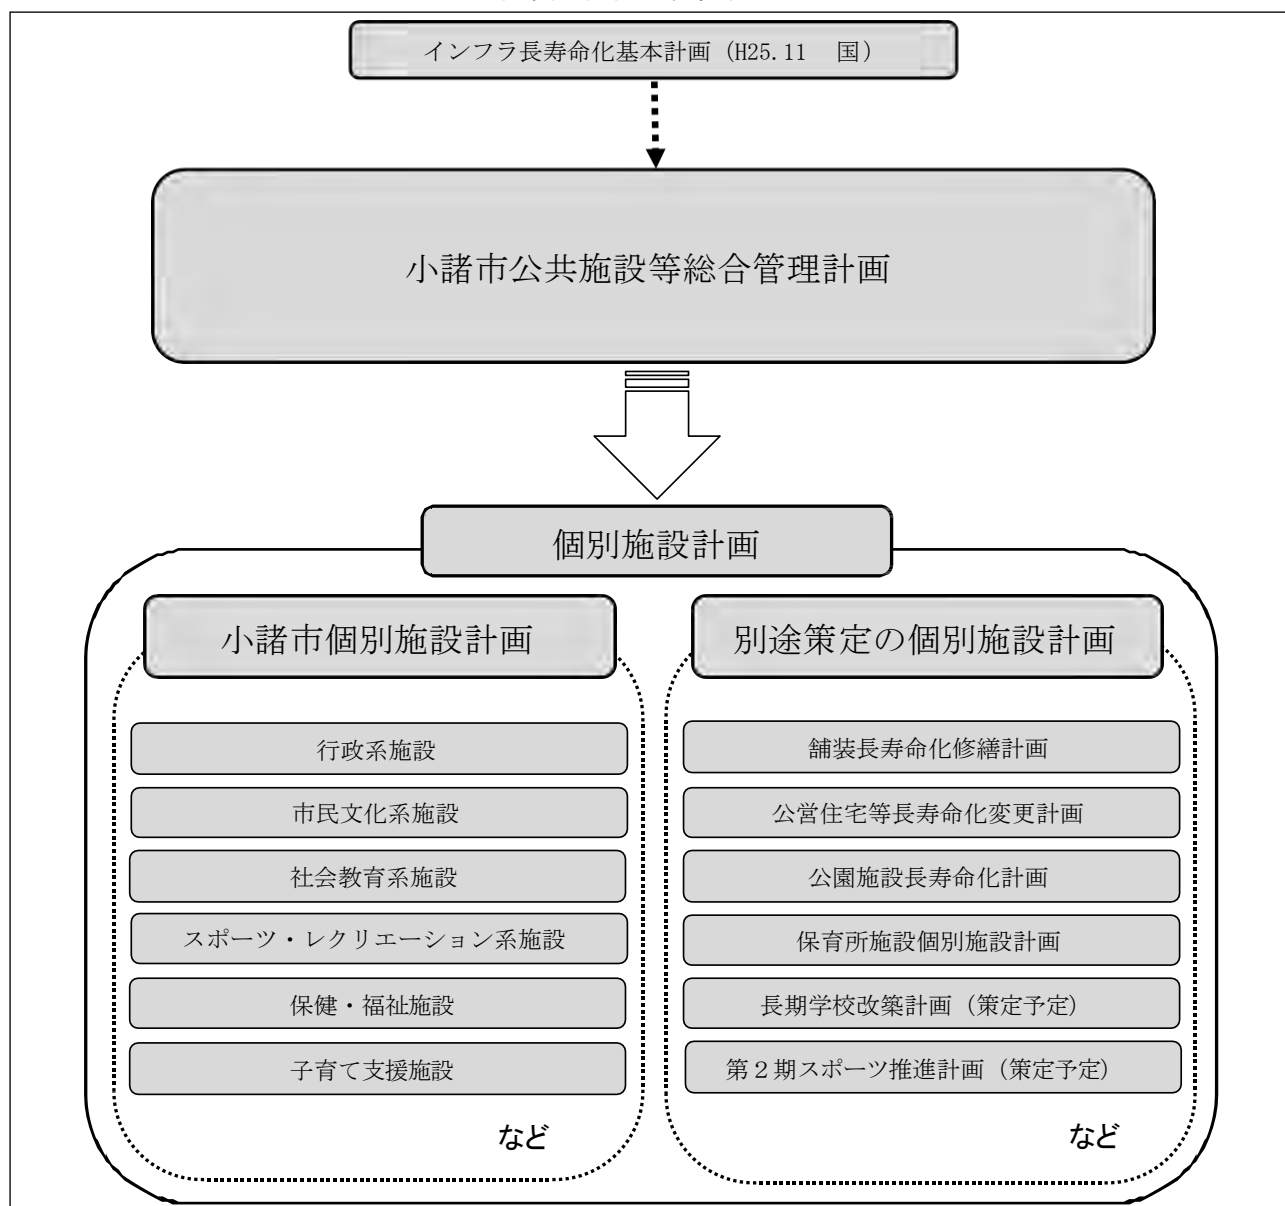 インフラ長寿命化基本計画（H25.11　国）
小諸市公共施設等総合管理計画
個別施設計画
小諸市個別施設計画
行政系施設
市民文化系施設
社会教育系施設
スポーツ・レクリエーション系施設
保健・福祉施設
子育て支援施設
など
別途策定の個別施設計画
舗装長寿命化修繕計画
公営住宅等長寿命化変更計画
公園施設長寿命化計画
保育所施設個別施設計画
長期学校改築計画（策定予定）
第２期スポーツ推進計画（策定予定）
など